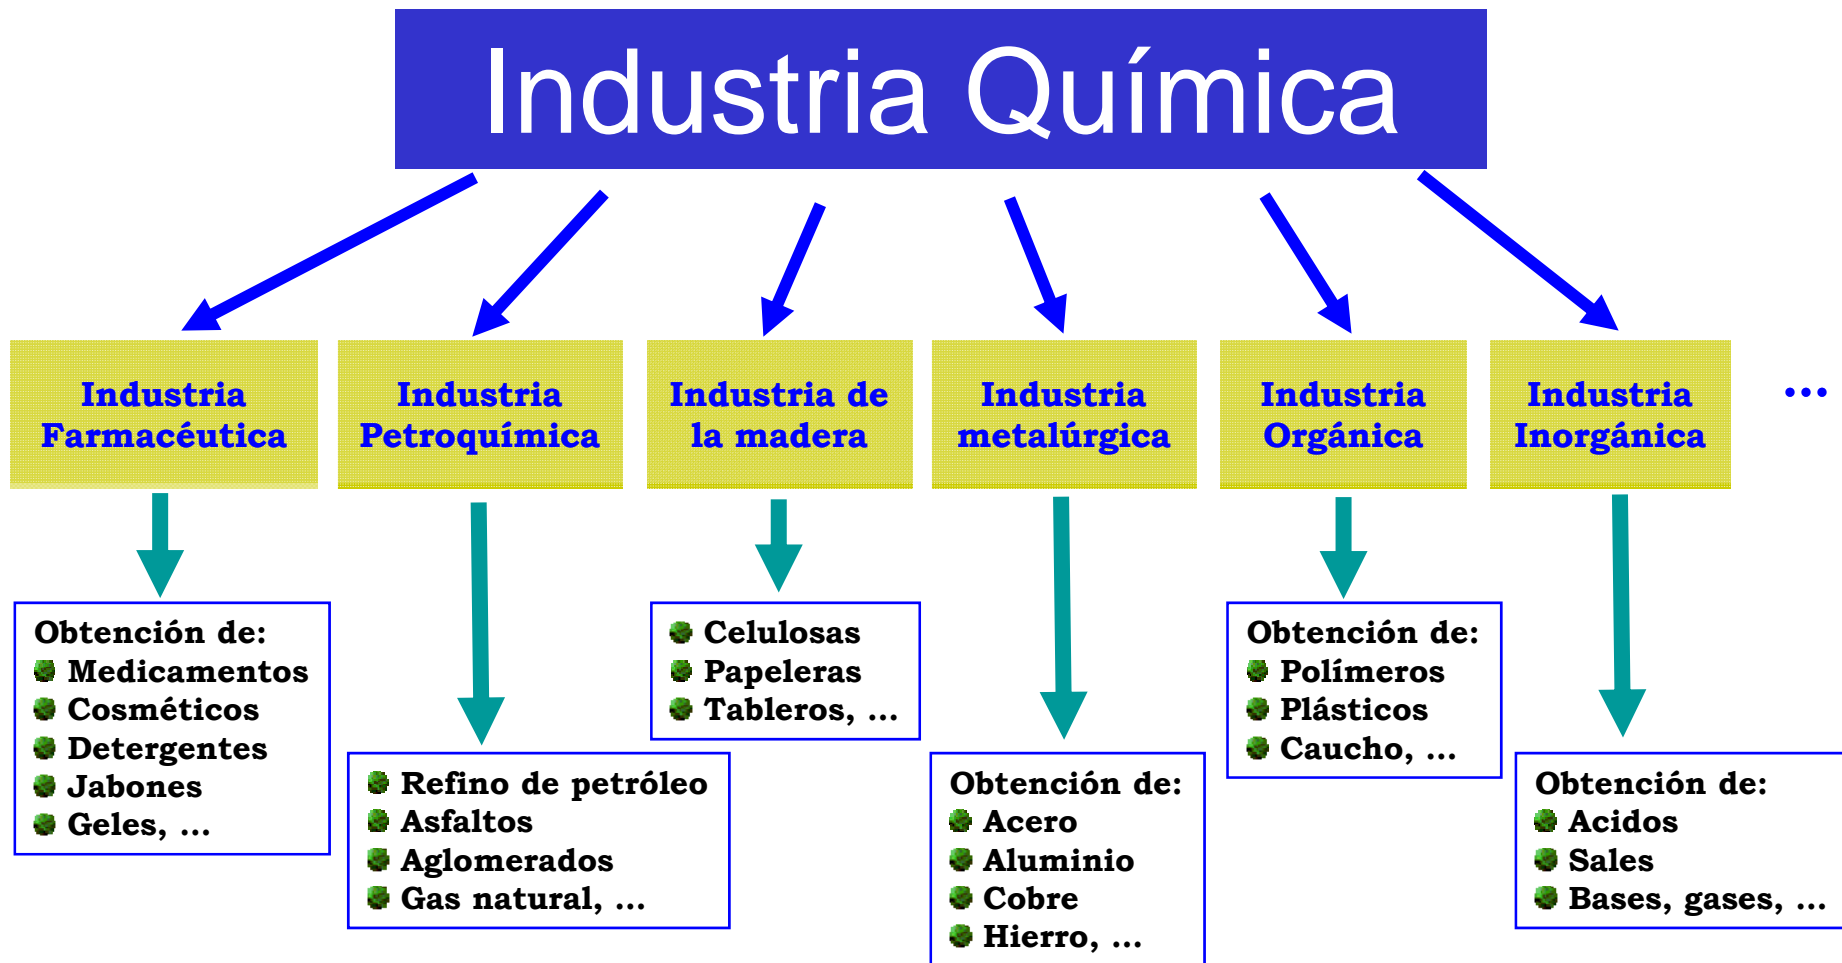 Industria Química
Industria
Farmacéutica
Industria
Petroquímica
Industria de
la madera
Industria
metalúrgica
Industria
Orgánica
Industria
Inorgánica
...
Obtención de:
Medicamentos
Cosméticos
Detergentes
Jabones
Geles, ...
Refino de petróleo
Asfaltos
Aglomerados
Gas natural, ...
Celulosas
Papeleras
Tableros, ...
Obtención de:
Acero
Aluminio
Cobre
Hierro, ...
Obtención de:
Polímeros
Plásticos
Caucho, ...
Obtención de:
Acidos
Sales
Bases, gases, ...